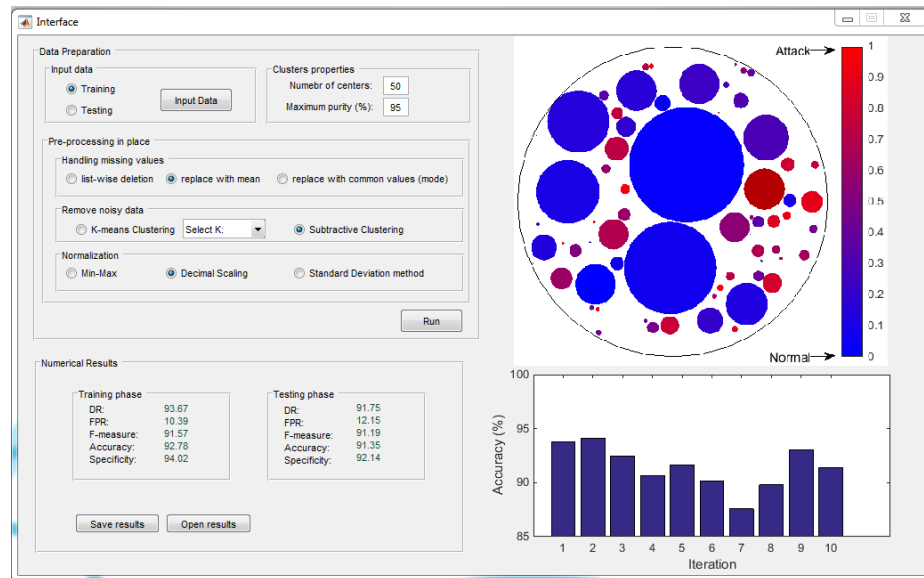 Interface
Data Preparation
Input data
Training
Testing
Input Data
Clusters properties
Numebr of centers: 50
Maximum purity (%): 95
Pre-processing in place
Handling missing values
list-wise deletion replace with mean replace with common values (mode)
Remove noisy data
K-means Clustering Select K: Subtractive Clustering
Normalization
Min-Max Decimal Scaling Standard Deviation method
Run
Numerical Results
Training phase
DR: 93.67
FPR: 10.39
F-measure: 91.57
Accuracy: 92.78
Specificity: 94.02
Testing phase
DR: 91.75
FPR: 12.15
F-measure: 91.19
Accuracy: 91.35
Specificity: 92.14
Save results Open results
Attack
Normal
1
0.9
0.8
0.7
0.6
0.5
0.4
0.3
0.2
0.1
0
100
95
90
85
Accuracy (%)
1 2 3 4 5 6 7 8 9 10
Iteration